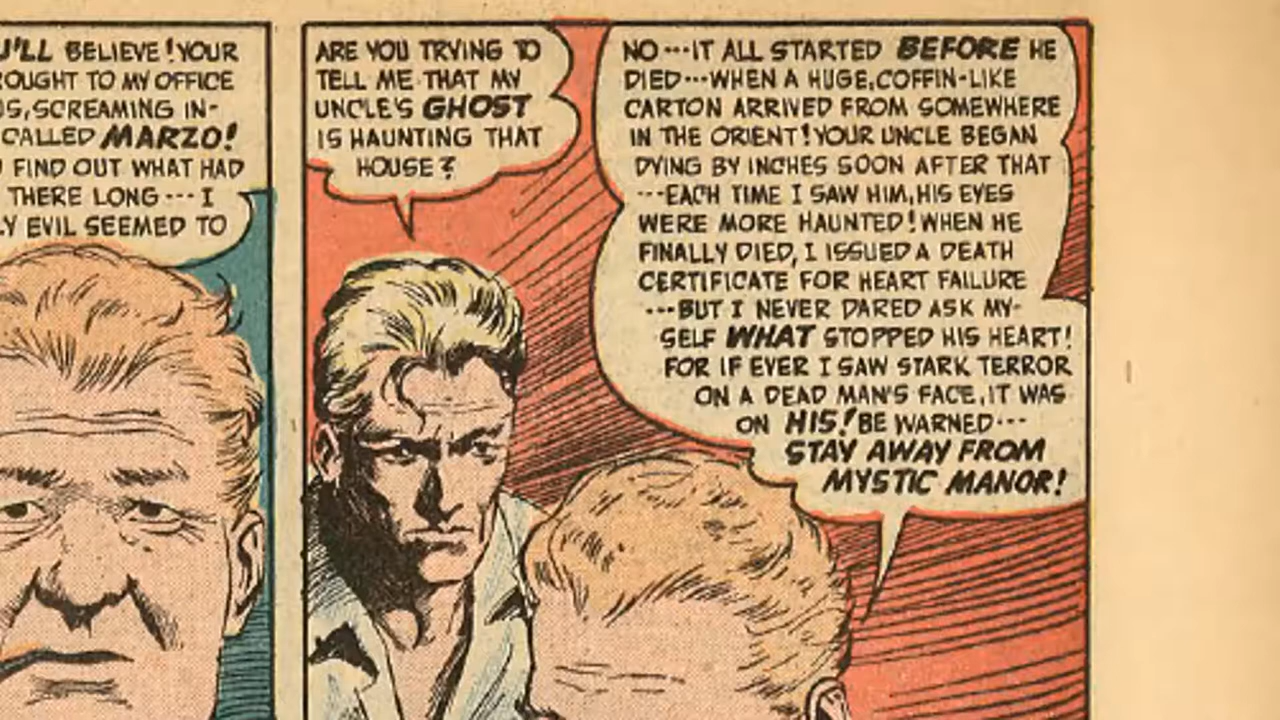 U'LL BELIEVE! YOUR
ROUGHT TO MY OFFICE
US, SCREAMING IN-
CALLED MARZO!
FIND OUT WHAT HAD
THERE LONG --- I
LY EVIL SEEMED TO
ARE YOU TRYING TO
TELL ME THAT MY
UNCLE'S GHOST
IS HAUNTING THAT
HOUSE?
NO---IT ALL STARTED BEFORE HE
DIED---WHEN A HUGE, COFFIN-LIKE
CARTON ARRIVED FROM SOMEWHERE
IN THE ORIENT! YOUR UNCLE BEGAN
DYING BY INCHES SOON AFTER THAT
---EACH TIME I SAW HIM, HIS EYES
WERE MORE HAUNTED! WHEN HE
FINALLY DIED, I ISSUED A DEATH
CERTIFICATE FOR HEART FAILURE
---BUT I NEVER DARED ASK MY-
SELF WHAT STOPPED HIS HEART!
FOR IF EVER I SAW STARK TERROR
ON A DEAD MAN'S FACE, IT WAS
ON HIS! BE WARNED---
STAY AWAY FROM
MYSTIC MANOR!